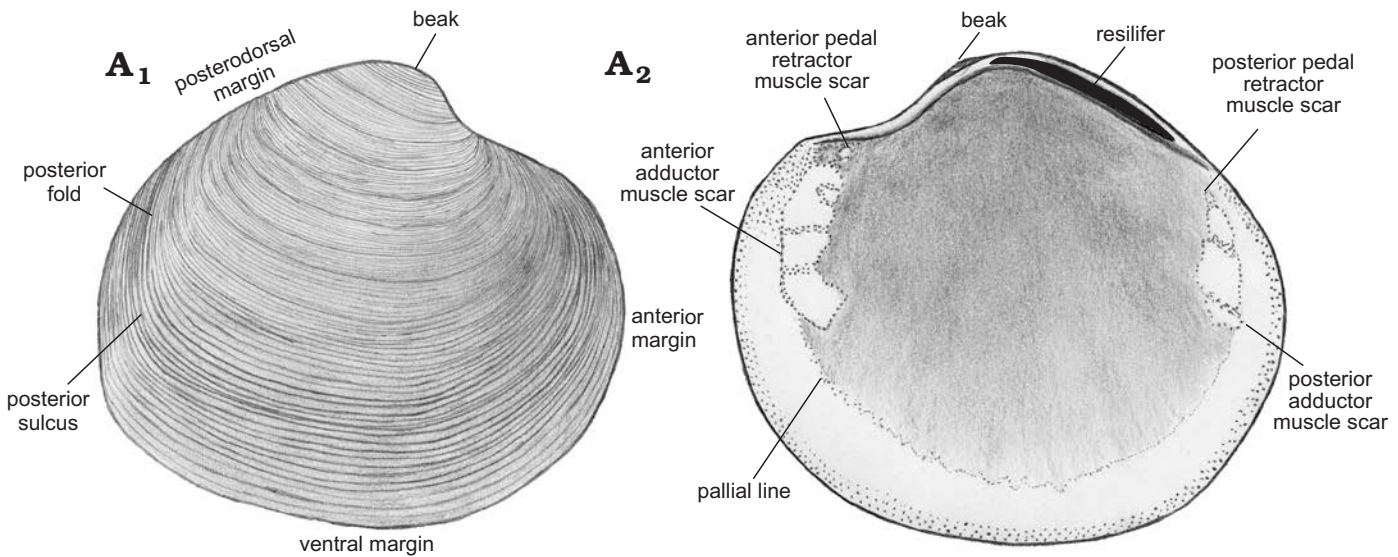 A1
beak
posterodorsal
margin
posterior
fold
posterior
sulcus
anterior
margin
ventral margin
A2
beak
resilifer
anterior pedal
retractor
muscle scar
posterior pedal
retractor
muscle scar
anterior
adductor
muscle scar
posterior
adductor
muscle scar
pallial line